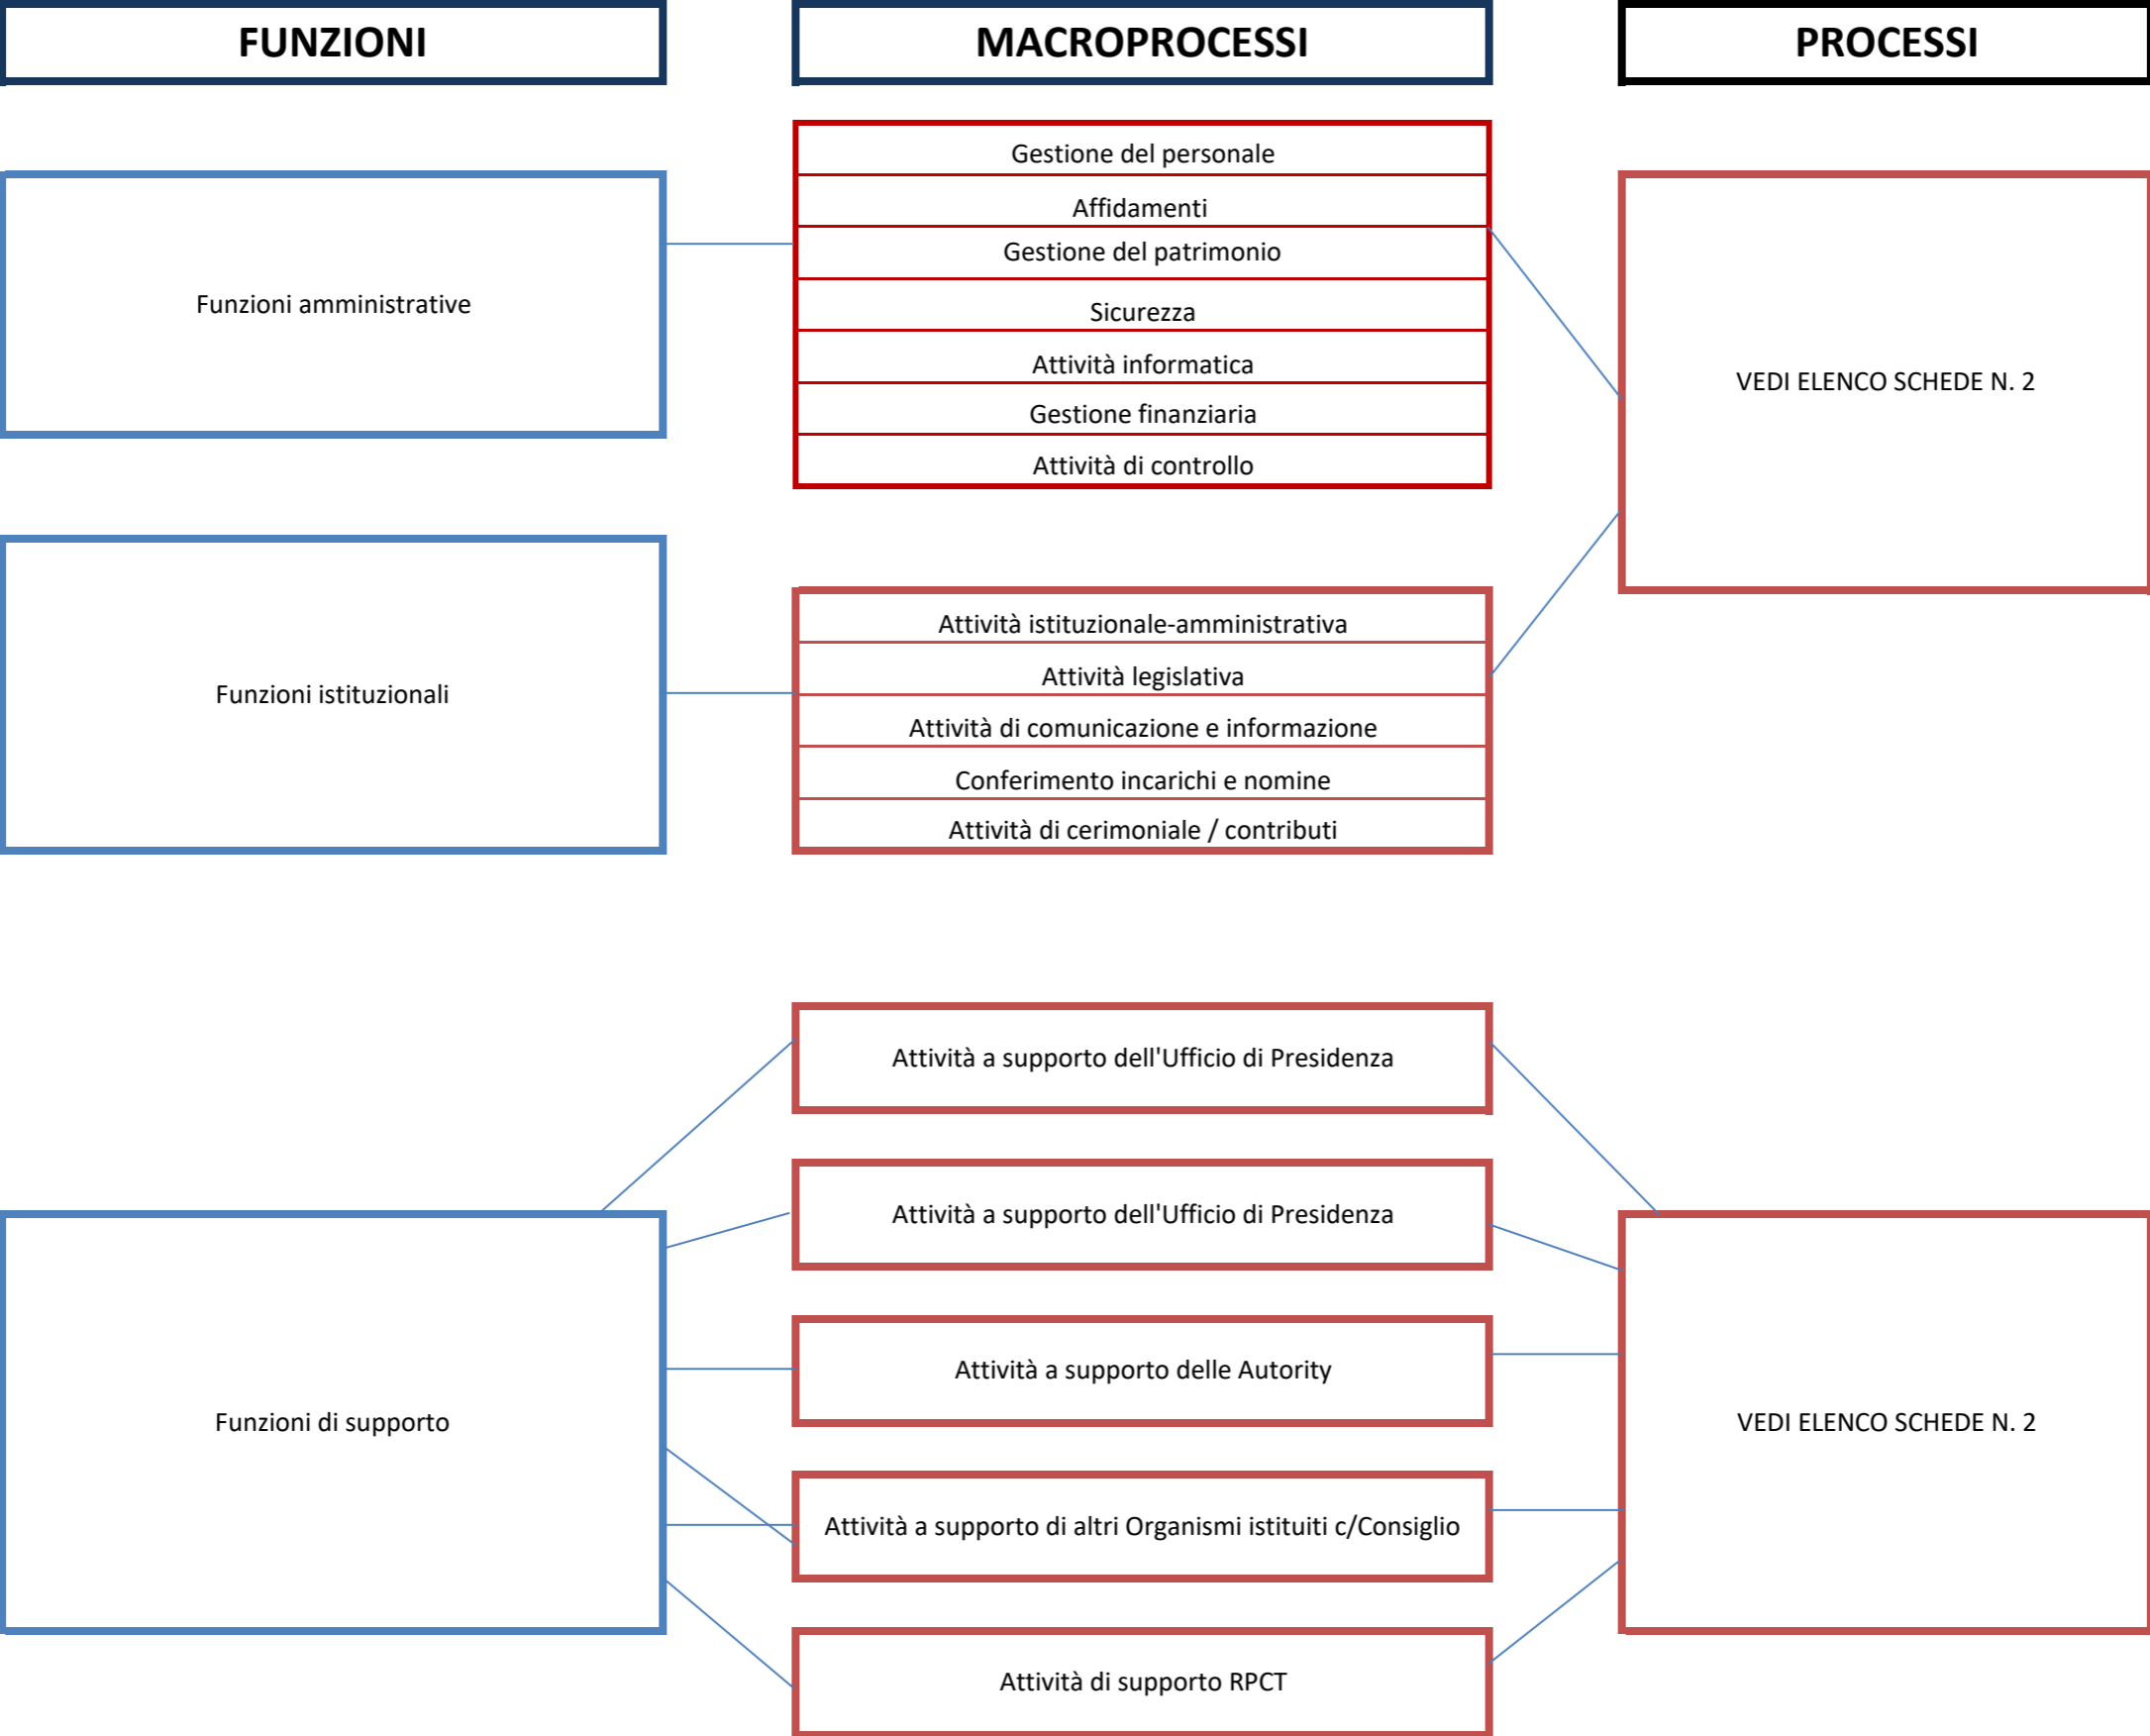 FUNZIONI
MACROPROCESSI
PROCESSI
Funzioni amministrative
Gestione del personale
Affidamenti
Gestione del patrimonio
Sicurezza
Attività informatica
Gestione finanziaria
Attività di controllo
VEDI ELENCO SCHEDE N. 2
Funzioni istituzionali
Attività istituzionale-amministrativa
Attività legislativa
Attività di comunicazione e informazione
Conferimento incarichi e nomine
Attività di cerimoniale / contributi
Funzioni di supporto
Attività a supporto dell'Ufficio di Presidenza
Attività a supporto dell'Ufficio di Presidenza
Attività a supporto delle Autority
Attività a supporto di altri Organismi istituiti c/Consiglio
Attività di supporto RPCT
VEDI ELENCO SCHEDE N. 2